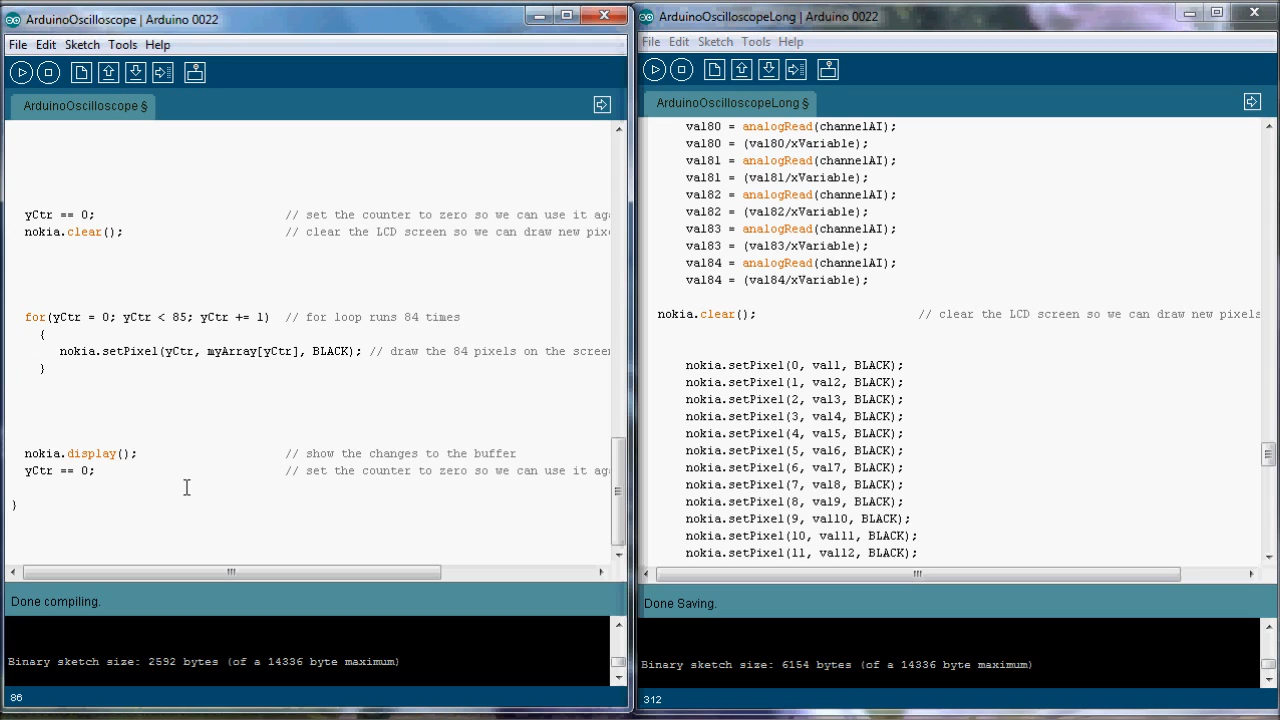 ArduinoOscilloscope | Arduino 0022
File Edit Sketch Tools Help
ArduinoOscilloscope §
yCtr == 0; // set the counter to zero so we can use it aga
nokia.clear(); // clear the LCD screen so we can draw new pixe
for(yCtr = 0; yCtr < 85; yCtr += 1) // for loop runs 84 times
{
nokia.setPixel(yCtr, myArray[yCtr], BLACK); // draw the 84 pixels on the screen
}
nokia.display(); // show the changes to the buffer
yCtr == 0; // set the counter to zero so we can use it aga
}
Done compiling.
Binary sketch size: 2592 bytes (of a 14336 byte maximum)
86
ArduinoOscilloscopeLong | Arduino 0022
File Edit Sketch Tools Help
ArduinoOscilloscopeLong §
val80 = analogRead(channelAI);
val80 = (val80/xVariable);
val81 = analogRead(channelAI);
val81 = (val81/xVariable);
val82 = analogRead(channelAI);
val82 = (val82/xVariable);
val83 = analogRead(channelAI);
val83 = (val83/xVariable);
val84 = analogRead(channelAI);
val84 = (val84/xVariable);
nokia.clear(); // clear the LCD screen so we can draw new pixels
nokia.setPixel(0, val1, BLACK);
nokia.setPixel(1, val2, BLACK);
nokia.setPixel(2, val3, BLACK);
nokia.setPixel(3, val4, BLACK);
nokia.setPixel(4, val5, BLACK);
nokia.setPixel(5, val6, BLACK);
nokia.setPixel(6, val7, BLACK);
nokia.setPixel(7, val8, BLACK);
nokia.setPixel(8, val9, BLACK);
nokia.setPixel(9, val10, BLACK);
nokia.setPixel(10, val11, BLACK);
nokia.setPixel(11, val12, BLACK);
Done Saving.
Binary sketch size: 6154 bytes (of a 14336 byte maximum)
312